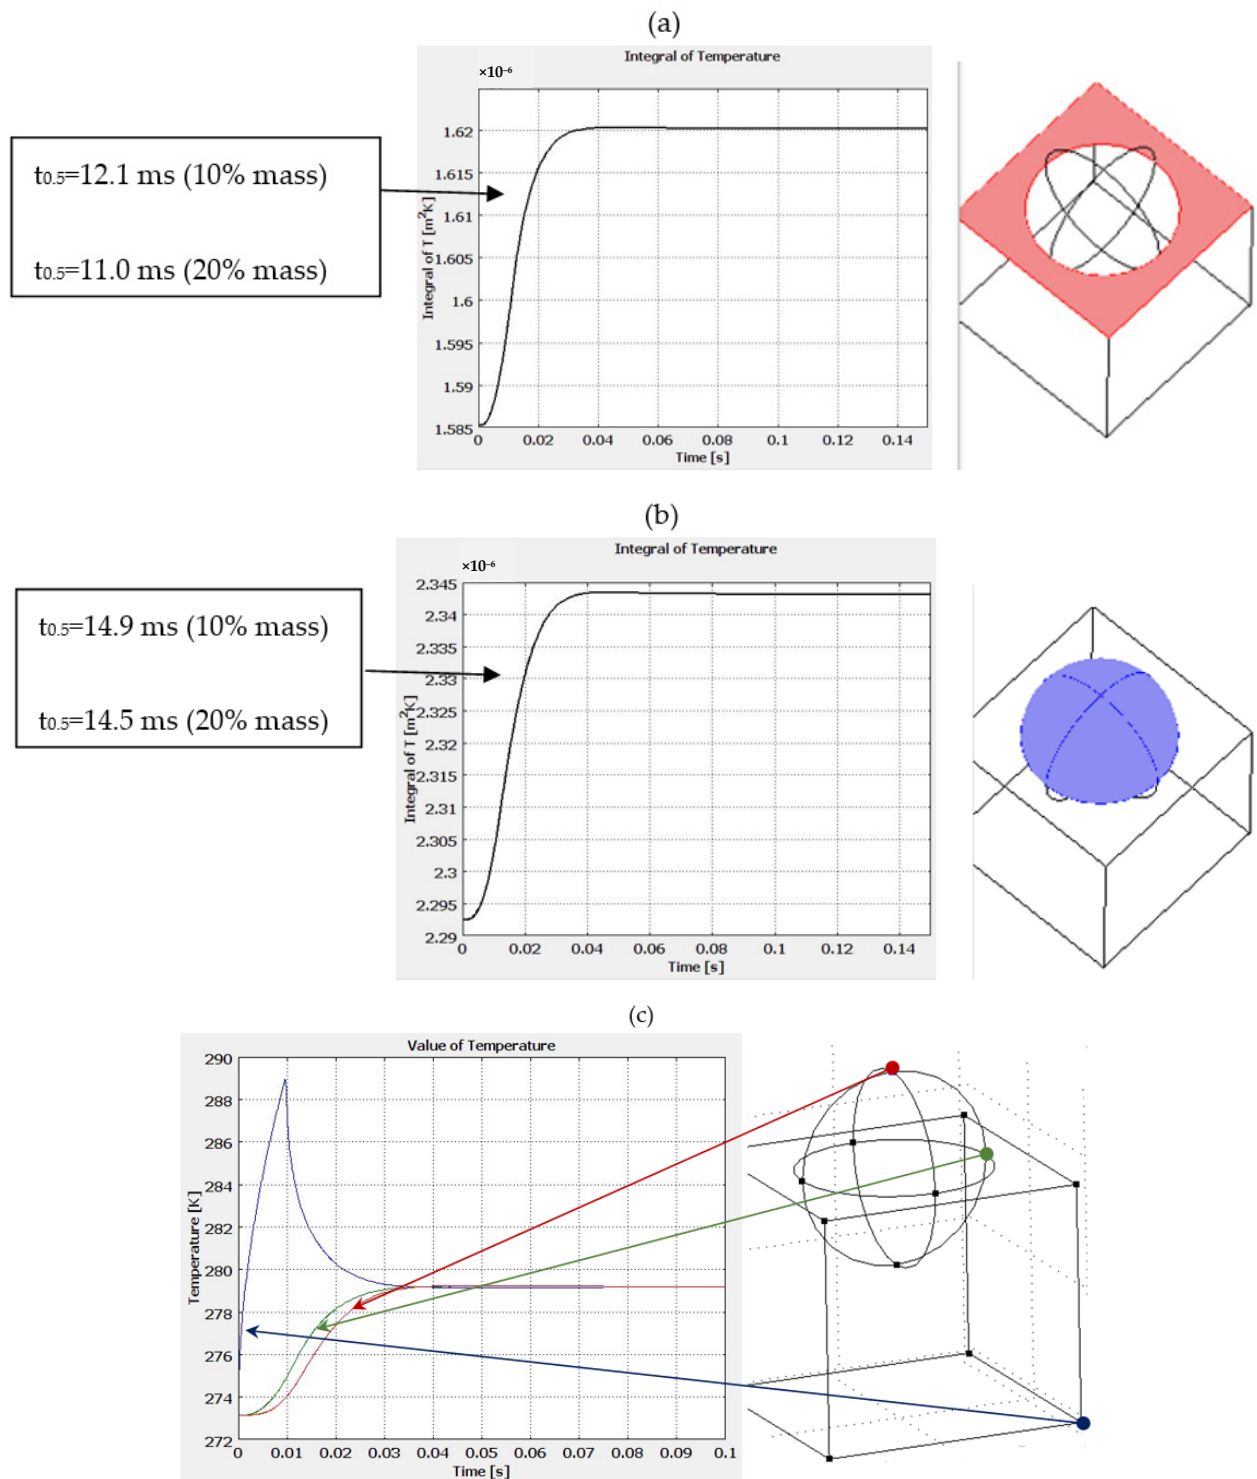 (a)
Integral of Temperature
×10⁻⁶
1.62
1.615
1.61
1.605
1.6
1.595
1.59
1.585
Integral of T [m²K]
0 0.02 0.04 0.06 0.08 0.1 0.12 0.14
Time [s]
t0.5=12.1 ms (10% mass)
t0.5=11.0 ms (20% mass)
(b)
Integral of Temperature
×10⁻⁶
2.345
2.34
2.335
2.33
2.325
2.32
2.315
2.31
2.305
2.3
2.295
2.29
Integral of T [m²K]
0 0.02 0.04 0.06 0.08 0.1 0.12 0.14
Time [s]
t0.5=14.9 ms (10% mass)
t0.5=14.5 ms (20% mass)
(c)
Value of Temperature
290
288
286
284
282
280
278
276
274
272
Temperature [K]
0 0.01 0.02 0.03 0.04 0.05 0.06 0.07 0.08 0.09 0.1
Time [s]